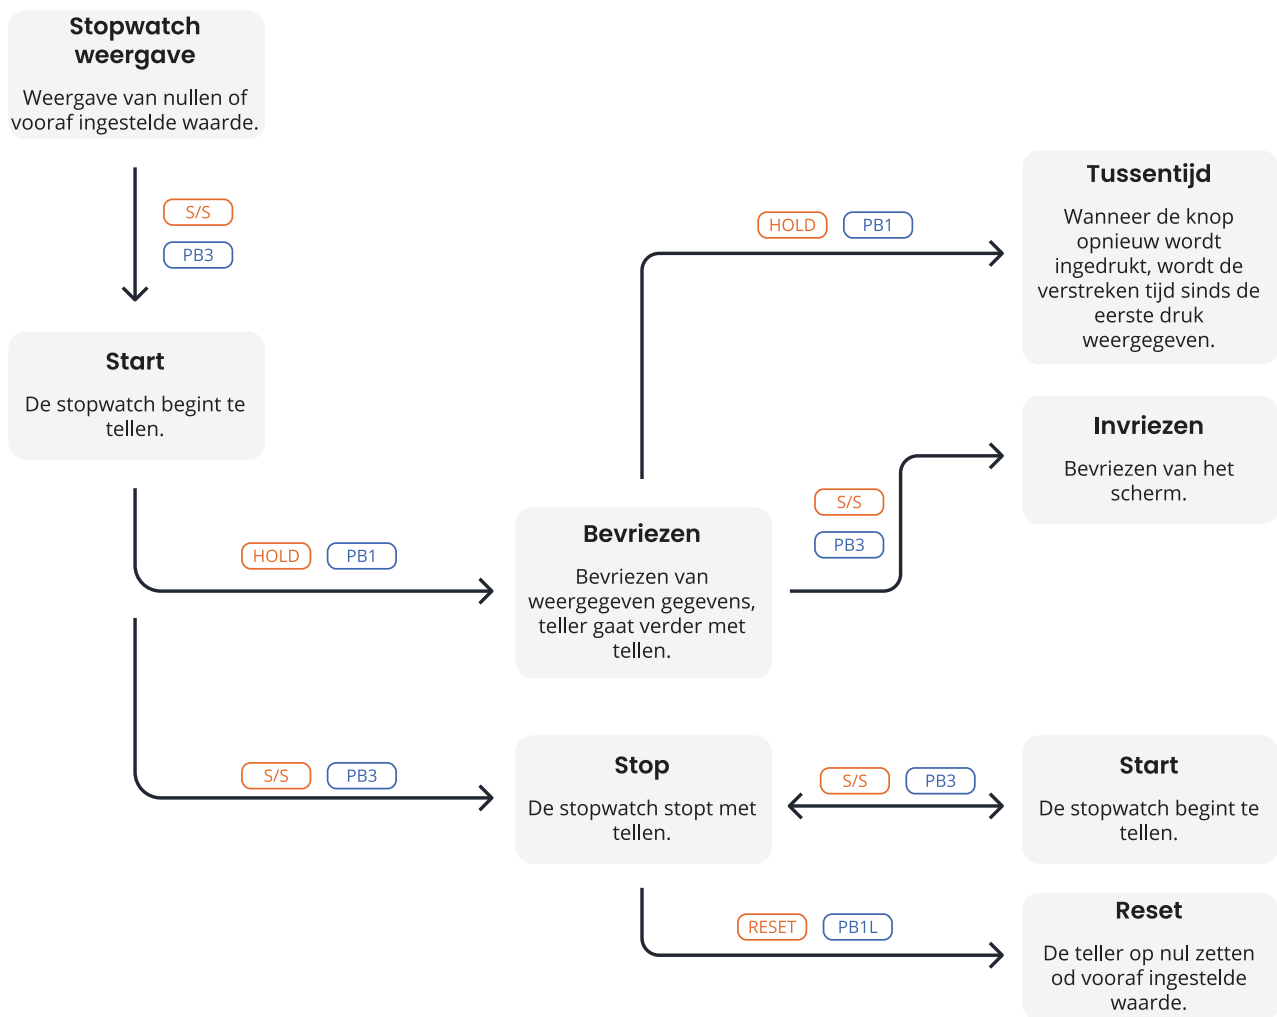 Stopwatch
weergave
Weergave van nullen of
vooraf ingestelde waarde.
S/S
PB3
Start
De stopwatch begint te
tellen.
HOLD PB1
Tussentijd
Wanneer de knop
opnieuw wordt
ingedrukt, wordt de
verstreken tijd sinds de
eerste druk
weergegeven.
Invriezen
Bevriezen van het
scherm.
S/S
PB3
HOLD PB1
Bevriezen
Bevriezen van
weergegeven gegevens,
teller gaat verder met
tellen.
S/S PB3
Stop
De stopwatch stopt met
tellen.
S/S PB3
Start
De stopwatch begint te
tellen.
RESET PB1L
Reset
De teller op nul zetten
od vooraf ingestelde
waarde.